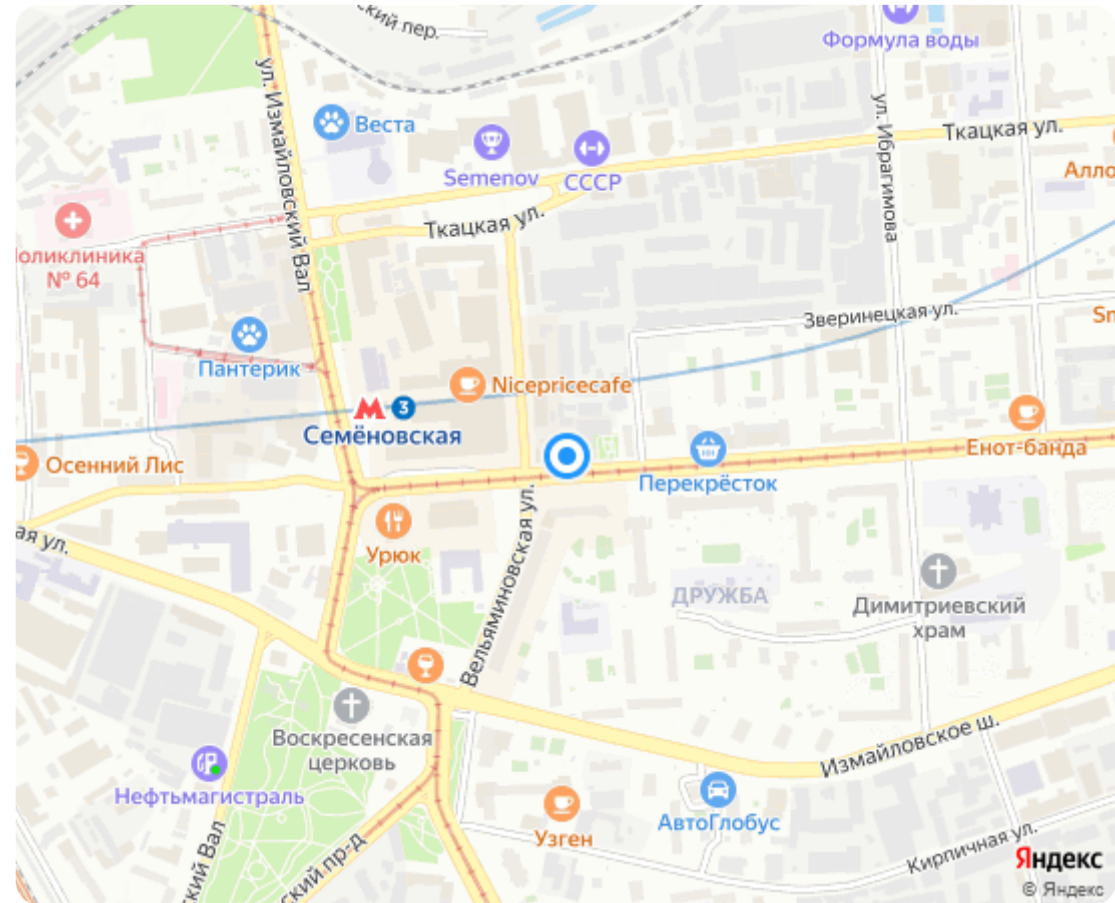 ский пер.
Формула воды
ул. Измайловский Вал
Веста
ул. Ибрагимова
Ткацкая ул.
Semenov
СССР
Алло
Ткацкая ул.
оликлиника
№ 64
Зверинецкая ул.
Sm
Пантерик
Nicepricecafe
3
Семёновская
Осенний Лис
Енот-банда
Перекрёсток
ая ул.
Урюк
Вельяминовская ул.
ДРУЖБА
Димитриевский
храм
Воскресенская
церковь
Измайловское ш.
Нефтьмагистраль
АвтоГлобус
Узген
ский Вал
ский пр-д
Кирпичная ул.
Яндекс
© Яндекс